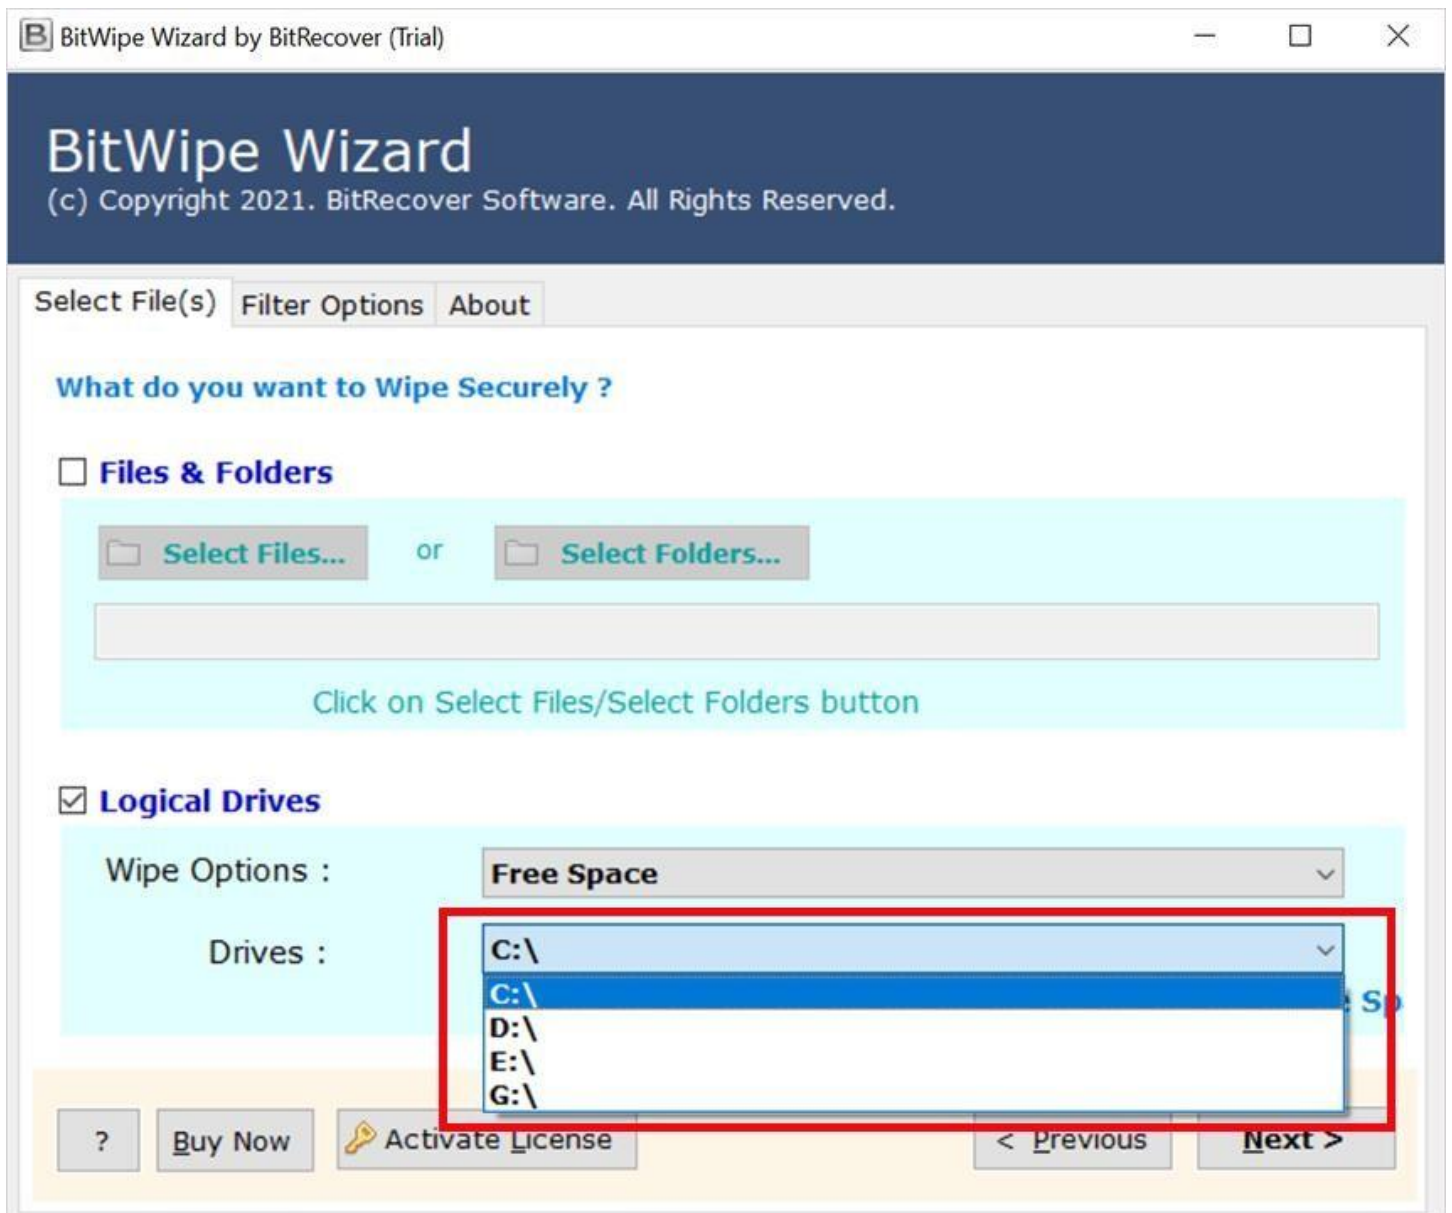 BitWipe Wizard by BitRecover (Trial)
BitWipe Wizard
(c) Copyright 2021. BitRecover Software. All Rights Reserved.
Select File(s) Filter Options About
What do you want to Wipe Securely ?
Files & Folders
Select Files... or Select Folders...
Click on Select Files/Select Folders button
Logical Drives
Wipe Options : Free Space
Drives : C:\
C:\
D:\
E:\
G:\
? Buy Now Activate License < Previous Next >